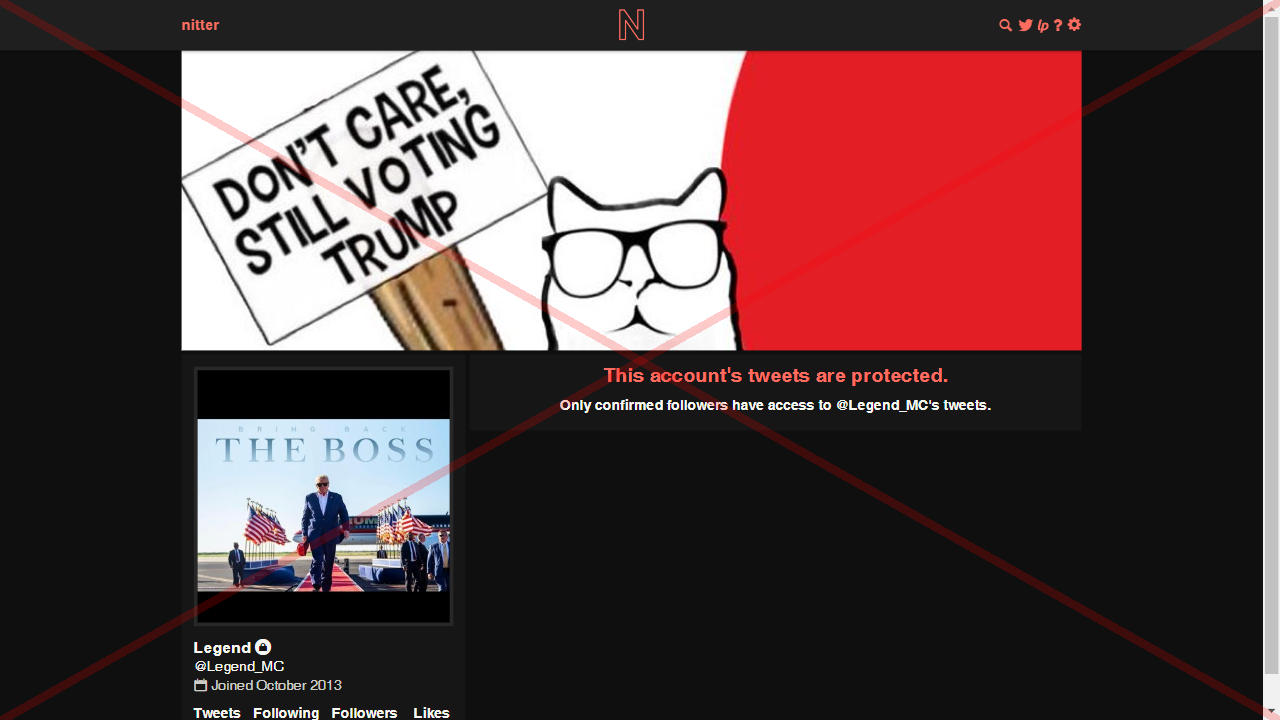 nitter
N
lp ?
DON'T CARE,
STILL VOTING
TRUMP
This account's tweets are protected.
Only confirmed followers have access to @Legend_MC's tweets.
BRING BACK
THE BOSS
Legend
@Legend_MC
Joined October 2013
Tweets Following Followers Likes